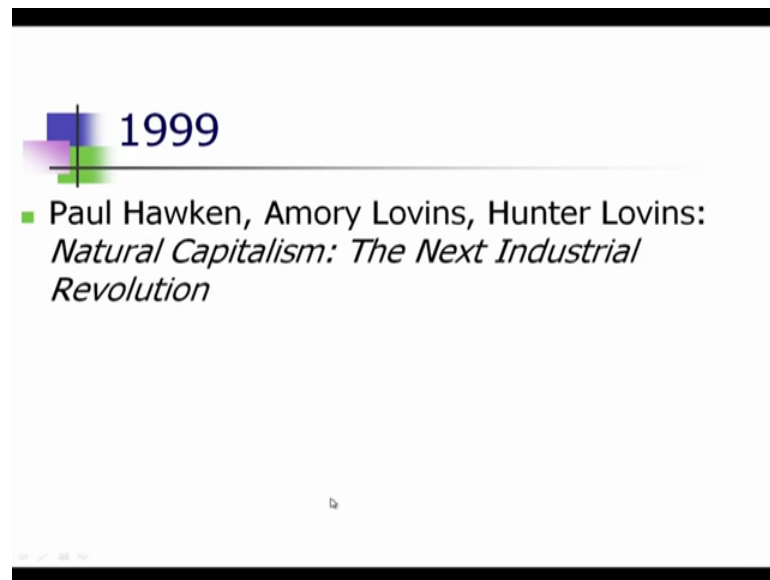 1999
Paul Hawken, Amory Lovins, Hunter Lovins:
Natural Capitalism: The Next Industrial
Revolution